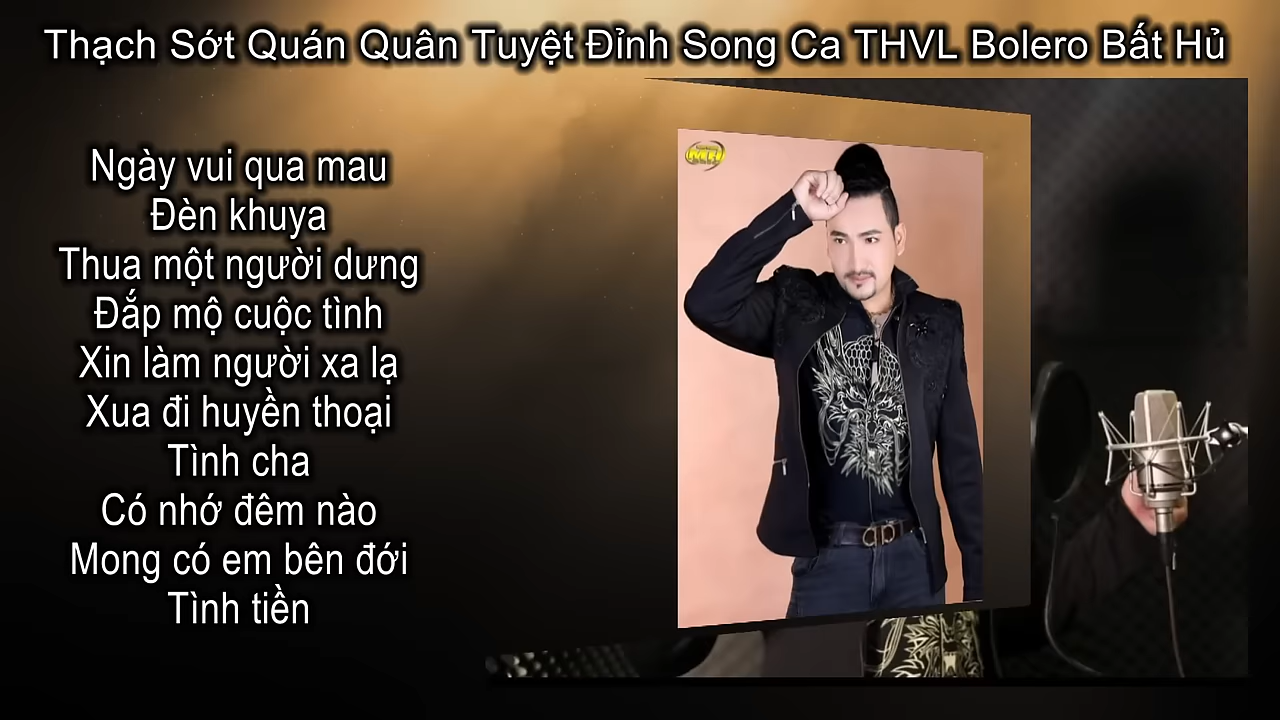 Thạch Sớt Quán Quân Tuyệt Đỉnh Song Ca THVL Bolero Bất Hủ
Ngày vui qua mau
Đèn khuya
Thua một người dưng
Đắp mộ cuộc tình
Xin làm người xa lạ
Xua đi huyền thoại
Tình cha
Có nhớ đêm nào
Mong có em bên đới
Tình tiền